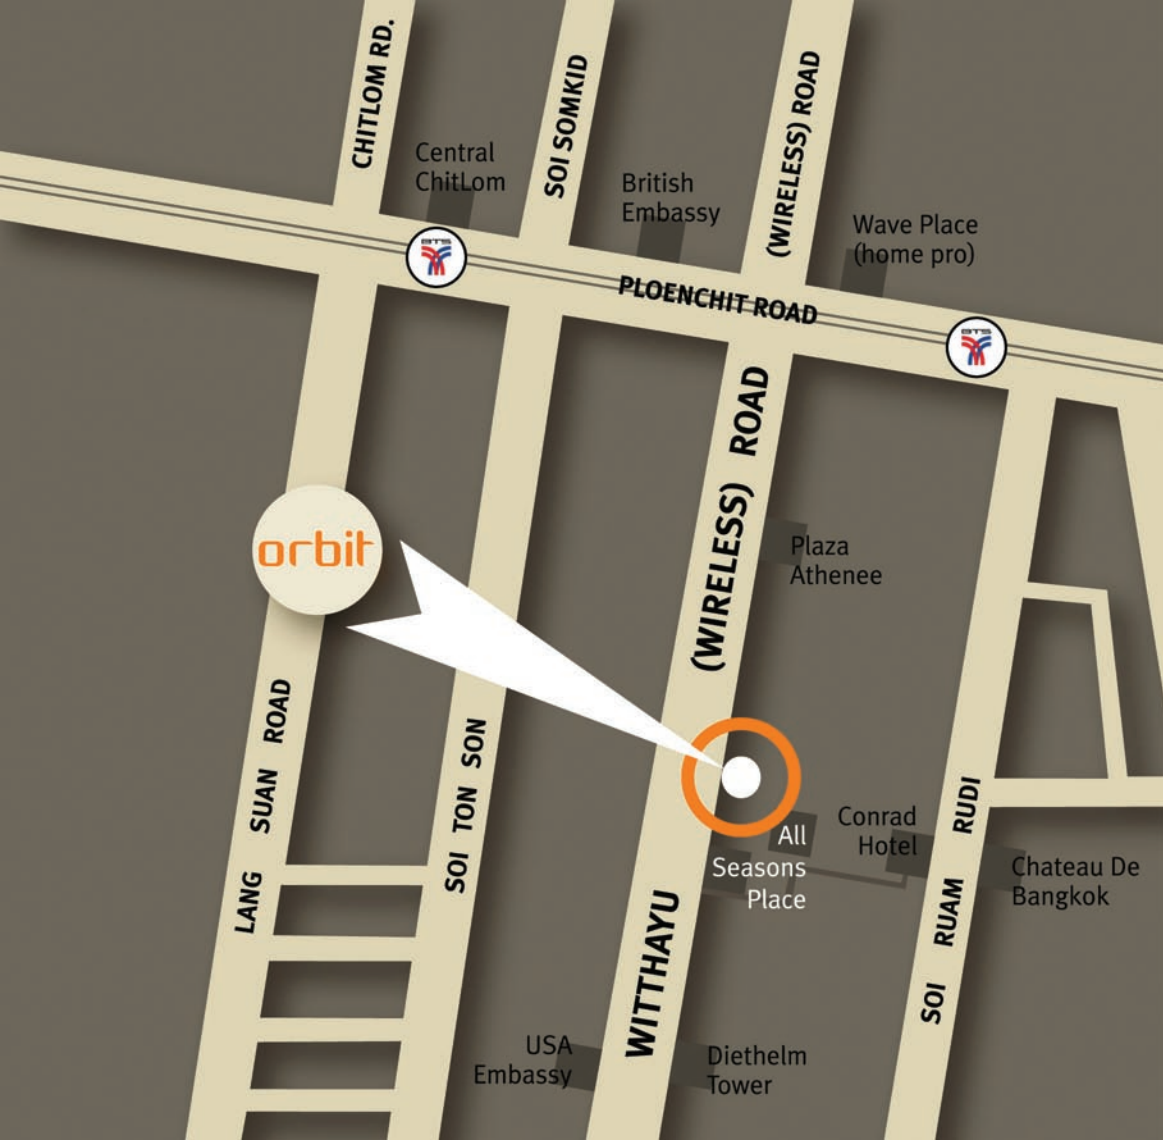 CHITLOM RD.
SOI SOMKID
(WIRELESS) ROAD
Central
ChitLom
British
Embassy
Wave Place
(home pro)
BTS
PLOENCHIT ROAD
BTS
(WIRELESS) ROAD
orbit
Plaza
Athenee
LANG SUAN ROAD
SOI TON SON
All
Seasons
Place
Conrad
Hotel
SOI RUAM RUDI
Chateau De
Bangkok
WITTHAYU
USA
Embassy
Diethelm
Tower